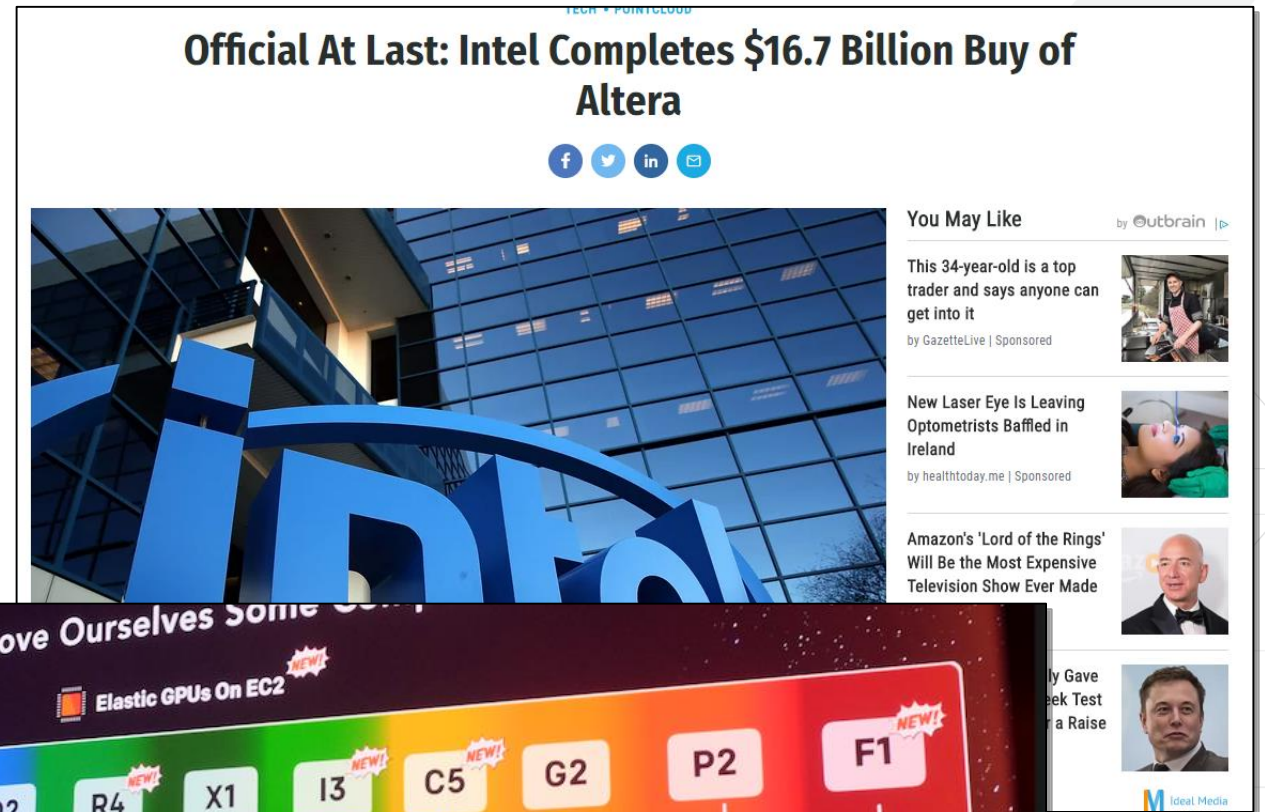 TECH • POINTCLOUD
Official At Last: Intel Completes $16.7 Billion Buy of
Altera
f in
intel
You May Like
by Outbrain
This 34-year-old is a top
trader and says anyone can
get into it
by GazetteLive | Sponsored
New Laser Eye Is Leaving
Optometrists Baffled in
Ireland
by healthtoday.me | Sponsored
Amazon's 'Lord of the Rings'
Will Be the Most Expensive
Television Show Ever Made
ly Gave
eek Test
r a Raise
Ideal Media
ove Ourselves Some
Elastic GPUs On EC2 NEW!
R4 NEW! X1 I3 NEW! C5 NEW! G2 P2 F1 NEW!